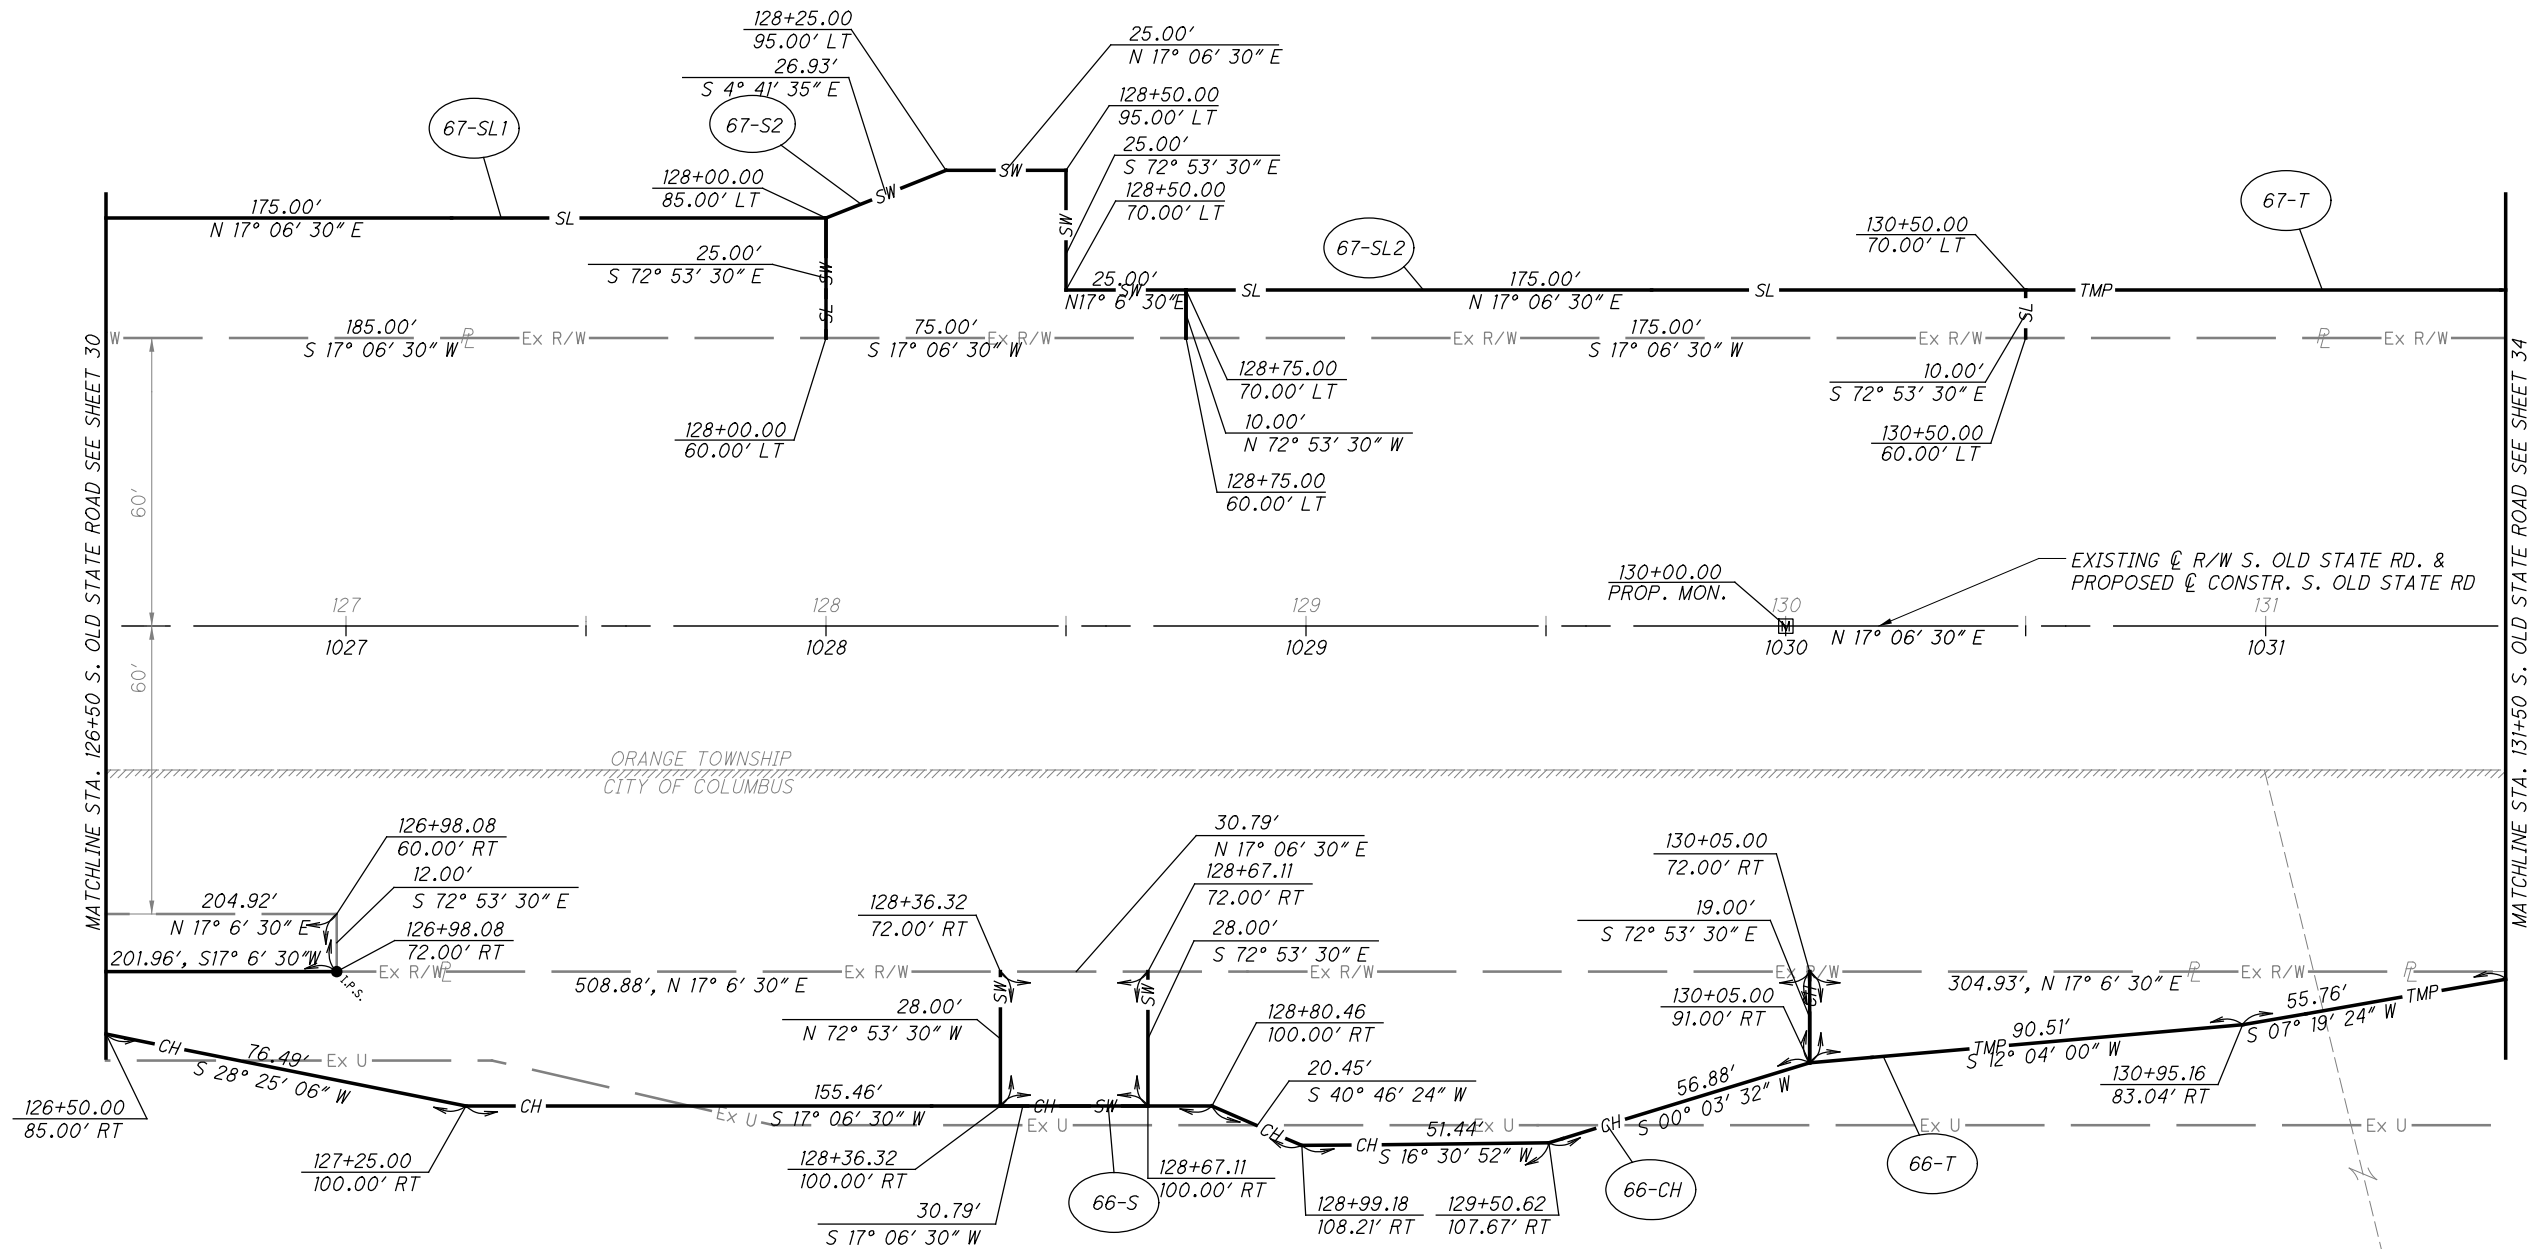 128+25.00
95.00' LT
25.00'
N 17° 06' 30" E
26.93'
S 4° 41' 35" E
67-SL1
67-S2
128+50.00
95.00' LT
25.00'
S 72° 53' 30" E
128+50.00
70.00' LT
128+00.00
85.00' LT
67-T
SW
SW
SW
175.00'
N 17° 06' 30" E
SL
130+50.00
70.00' LT
67-SL2
25.00'
S 72° 53' 30" E
SW
SL
25.00'
SW
N17° 6' 30" E
SL
175.00'
N 17° 06' 30" E
SL
TMP
SL
W
185.00'
S 17° 06' 30" W
PL
Ex R/W
75.00'
S 17° 06' 30" W
Ex R/W
Ex R/W
175.00'
S 17° 06' 30" W
Ex R/W
PL
Ex R/W
128+75.00
70.00' LT
10.00'
S 72° 53' 30" E
128+00.00
60.00' LT
10.00'
N 72° 53' 30" W
130+50.00
60.00' LT
128+75.00
60.00' LT
MATCHLINE STA. 126+50 S. OLD STATE ROAD SEE SHEET 30
MATCHLINE STA. 131+50 S. OLD STATE ROAD SEE SHEET 34
60'
60'
EXISTING ℄ R/W S. OLD STATE RD. &
PROPOSED ℄ CONSTR. S. OLD STATE RD
130+00.00
PROP. MON.
127
128
129
130
131
M
N 17° 06' 30" E
1027
1028
1029
1030
1031
ORANGE TOWNSHIP
CITY OF COLUMBUS
126+98.08
60.00' RT
12.00'
S 72° 53' 30" E
204.92'
N 17° 6' 30" E
126+98.08
72.00' RT
201.96', S17° 6' 30"W
I.P.S.
Ex R/W
PL
508.88', N 17° 6' 30" E
30.79'
N 17° 06' 30" E
128+67.11
72.00' RT
128+36.32
72.00' RT
28.00'
S 72° 53' 30" E
130+05.00
72.00' RT
19.00'
S 72° 53' 30" E
Ex R/W
Ex R/W
Ex R/W
PL
Ex R/W
PL
304.93', N 17° 6' 30" E
SW
SW
CH
28.00'
N 72° 53' 30" W
128+80.46
100.00' RT
130+05.00
91.00' RT
55.76'
TMP
S 07° 19' 24" W
90.51'
TMP
S 12° 04' 00" W
CH
76.49'
S 28° 25' 06" W
Ex U
126+50.00
85.00' RT
CH
155.46'
S 17° 06' 30" W
Ex U
CH
SW
Ex U
20.45'
S 40° 46' 24" W
CH
56.88'
S 00° 03' 32" W
130+95.16
83.04' RT
CH
51.44'
S 16° 30' 52" W
Ex U
CH
Ex U
Ex U
127+25.00
100.00' RT
128+36.32
100.00' RT
128+67.11
100.00' RT
66-S
66-CH
66-T
30.79'
S 17° 06' 30" W
128+99.18
108.21' RT
129+50.62
107.67' RT